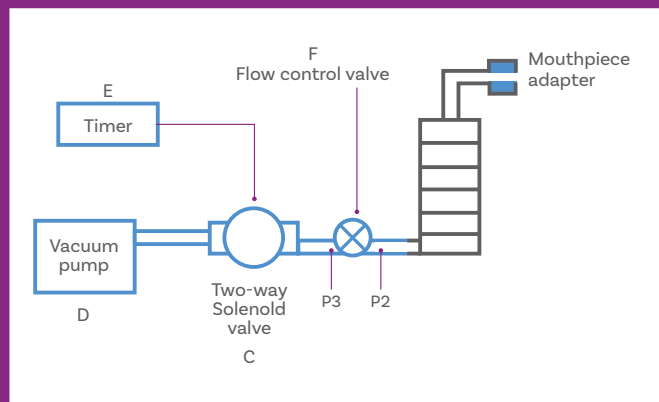 F
Flow control valve
Mouthpiece
adapter
E
Timer
Vacuum
pump
D
Two-way
Solenold
valve
C
P3
P2